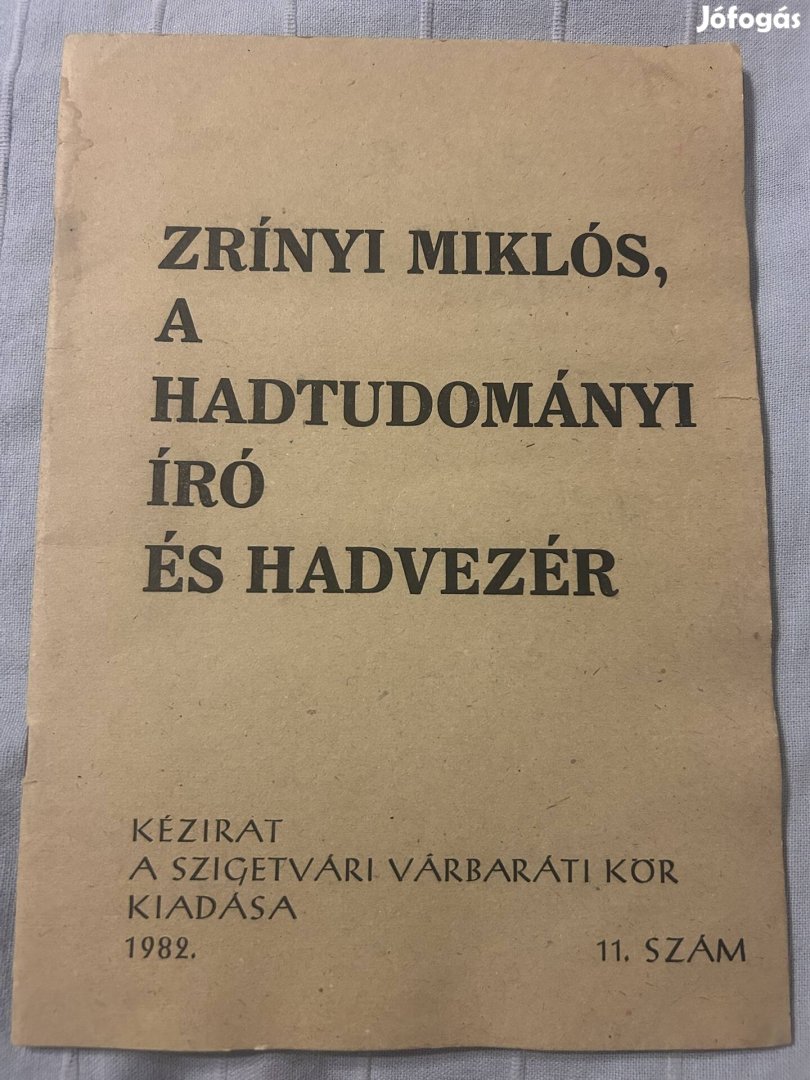 Jófogás
ZRÍNYI MIKLÓS,
A
HADTUDOMÁNYI
ÍRÓ
ÉS HADVEZÉR
KÉZIRAT
A SZIGETVÁRI VÁRBARÁTI KÖR
KIADÁSA
1982. 11. SZÁM